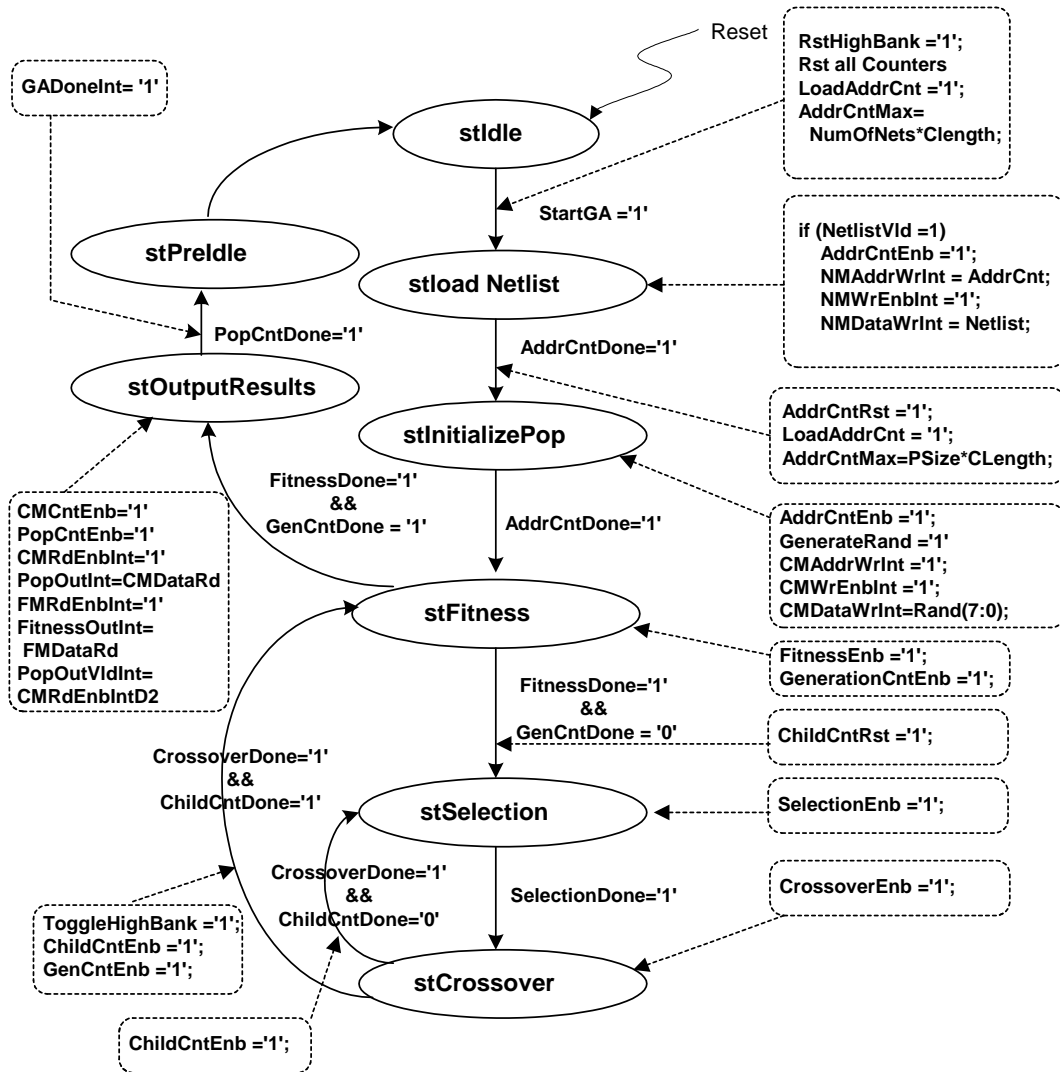 Reset
RstHighBank ='1';
Rst all Counters
LoadAddrCnt ='1';
AddrCntMax=
NumOfNets*Clength;
GADoneInt= '1'
stIdle
StartGA ='1'
stPreIdle
if (NetlistVld =1)
AddrCntEnb ='1';
NMAddrWrInt = AddrCnt;
NMWrEnbInt ='1';
NMDataWrInt = Netlist;
stload Netlist
PopCntDone='1'
AddrCntDone='1'
stOutputResults
AddrCntRst ='1';
LoadAddrCnt = '1';
AddrCntMax=PSize*CLength;
stInitializePop
FitnessDone='1'
&&
GenCntDone = '1'
AddrCntDone='1'
CMCntEnb='1'
PopCntEnb='1'
CMRdEnbInt='1'
PopOutInt=CMDataRd
FMRdEnbInt='1'
FitnessOutInt=
FMDataRd
PopOutVldInt=
CMRdEnbIntD2
AddrCntEnb ='1';
GenerateRand ='1'
CMAddrWrInt ='1';
CMWrEnbInt ='1';
CMDataWrInt=Rand(7:0);
stFitness
FitnessEnb ='1';
GenerationCntEnb ='1';
FitnessDone='1'
&&
GenCntDone = '0'
ChildCntRst ='1';
CrossoverDone='1'
&&
ChildCntDone='1'
stSelection
SelectionEnb ='1';
CrossoverDone='1'
&&
ChildCntDone='0'
SelectionDone='1'
CrossoverEnb ='1';
ToggleHighBank ='1';
ChildCntEnb ='1';
GenCntEnb ='1';
stCrossover
ChildCntEnb ='1';